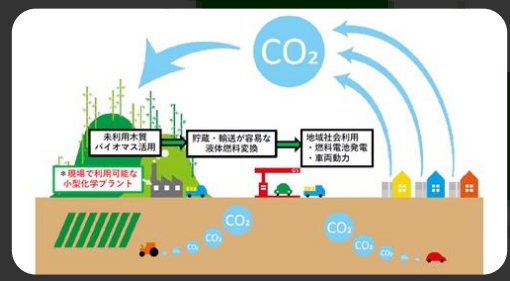 CO₂
未利用木質
バイオマス活用
貯蔵・輸送が容易な
液体燃料変換
地域社会利用
・燃料電池発電
・車両動力
＊現場で利用可能な
小型化学プラント
CO₂
CO₂
CO₂
CO₂
CO₂
CO₂